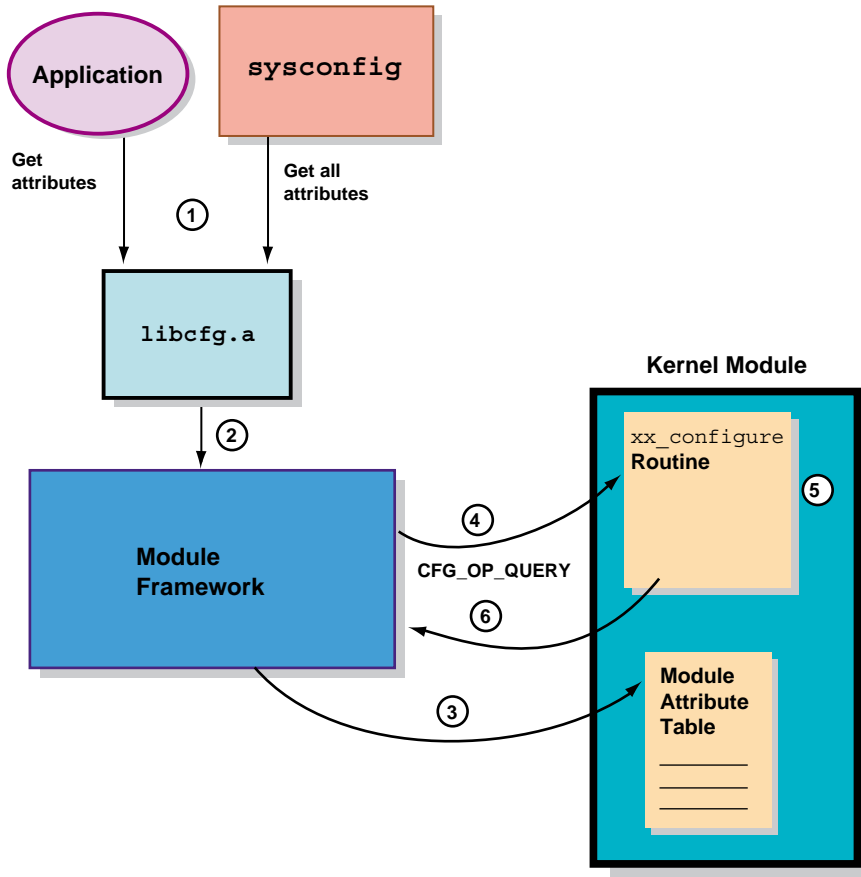 Application
sysconfig
Get
attributes
Get all
attributes
1
libcfg.a
Kernel Module
2
xx_configure
Routine
5
4
Module
Framework
CFG_OP_QUERY
6
Module
Attribute
Table
3